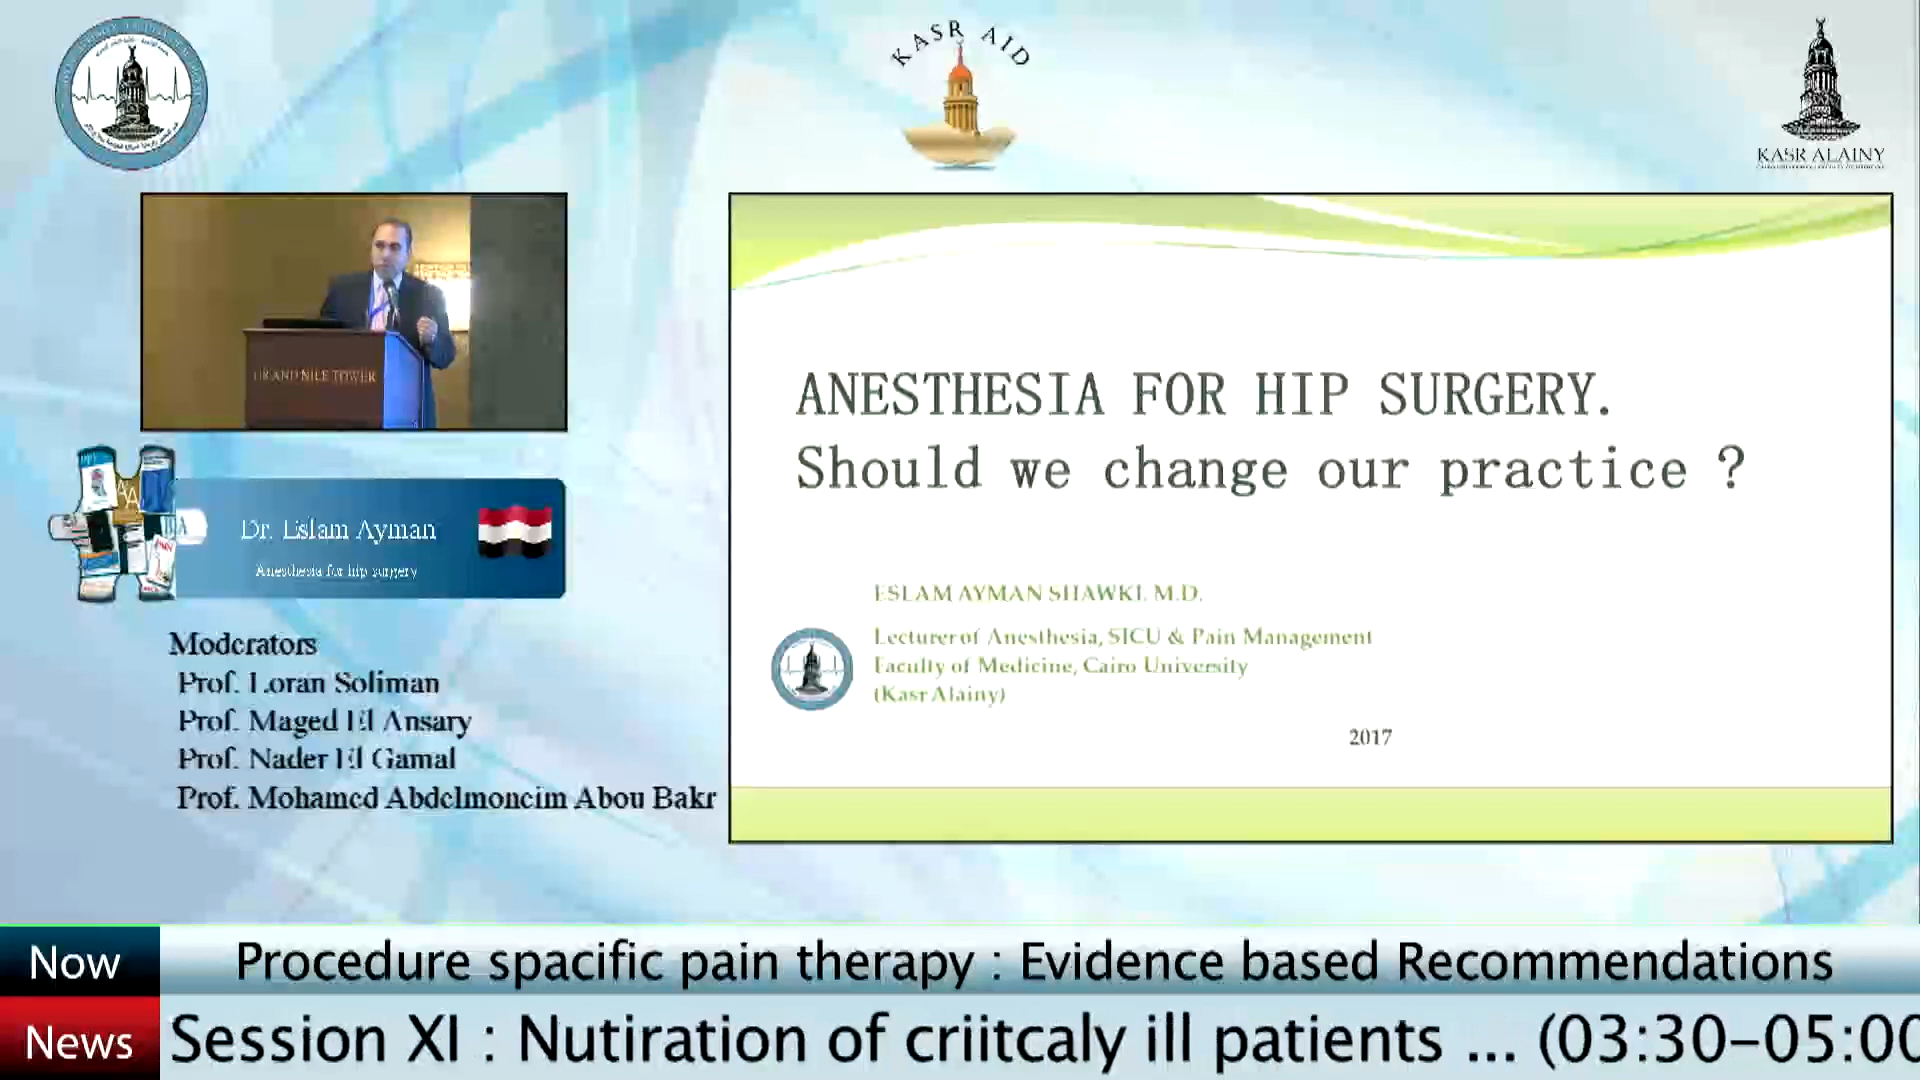 KASR AID
KASR ALAINY
GRAND NILE TOWER
Dr. Eslam Ayman
Anesthesia for hip surgery
Moderators
Prof. Loran Soliman
Prof. Maged El Ansary
Prof. Nader El Gamal
Prof. Mohamed Abdelmoneim Abou Bakr
ANESTHESIA FOR HIP SURGERY.
Should we change our practice ?
ESLAM AYMAN SHAWKI. M.D.
Lecturer of Anesthesia, SICU & Pain Management
Faculty of Medicine, Cairo University
(Kasr Alainy)
2017
Now Procedure spacific pain therapy : Evidence based Recommendations
News Session XI : Nutiration of criitcaly ill patients ... (03:30-05:00